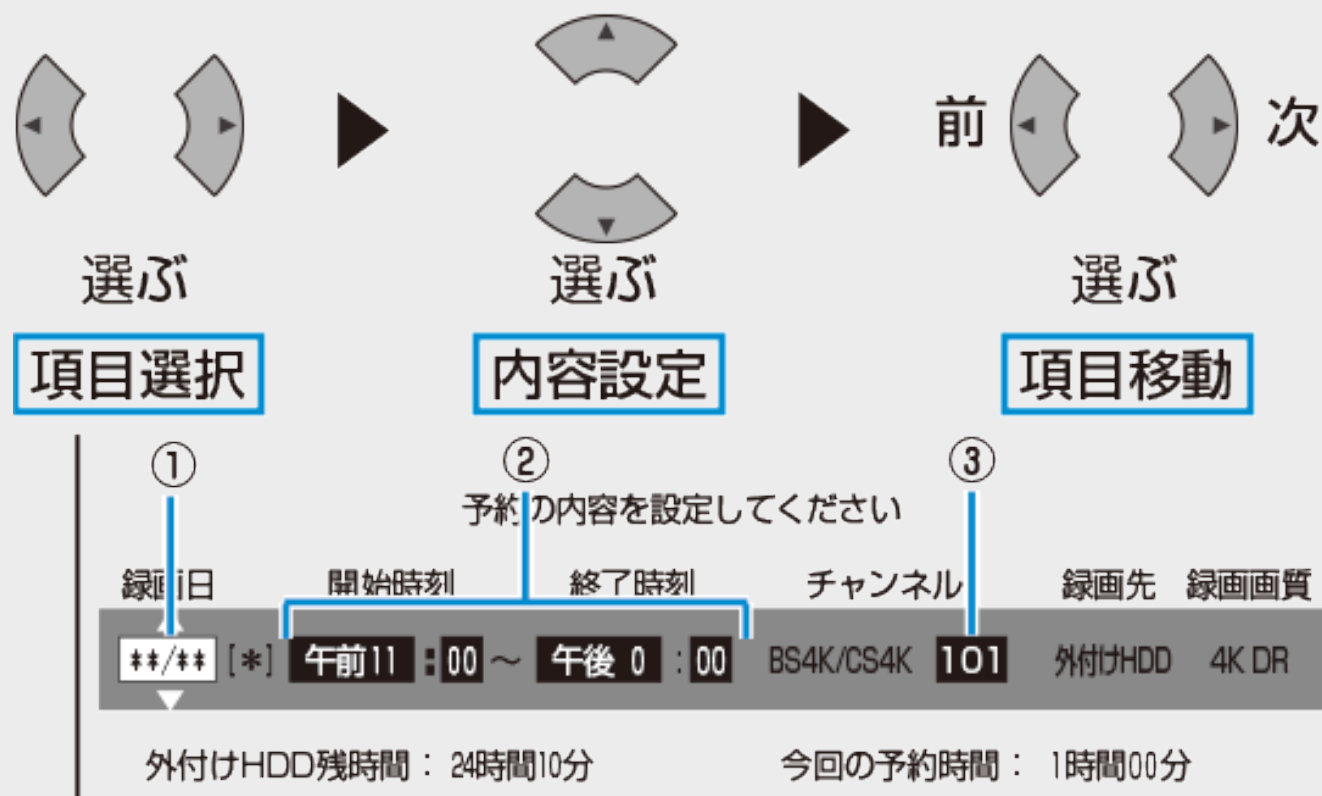 前 次
選ぶ 選ぶ 選ぶ
項目選択 内容設定 項目移動
① ② ③
予約の内容を設定してください
録画日 開始時刻 終了時刻 チャンネル 録画先 録画画質
**/** [*] 午前11:00～午後 0:00 BS4K/CS4K 101 外付けHDD 4K DR
外付けHDD残時間： 24時間10分 今回の予約時間： 1時間00分